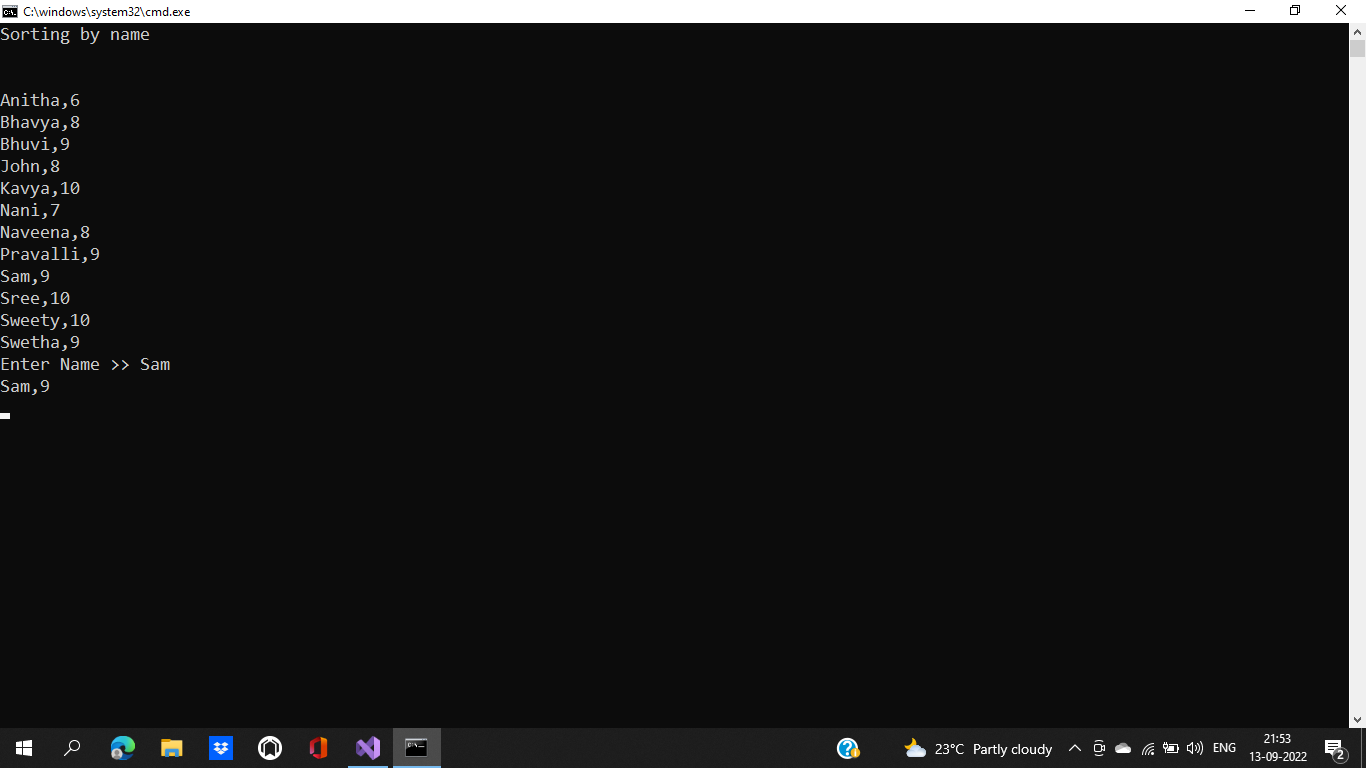 C:\windows\system32\cmd.exe
Sorting by name
Anitha,6
Bhavya,8
Bhuvi,9
John,8
Kavya,10
Nani,7
Naveena,8
Pravalli,9
Sam,9
Sree,10
Sweety,10
Swetha,9
Enter Name >> Sam
Sam,9
23°C Partly cloudy
ENG
21:53
13-09-2022
2